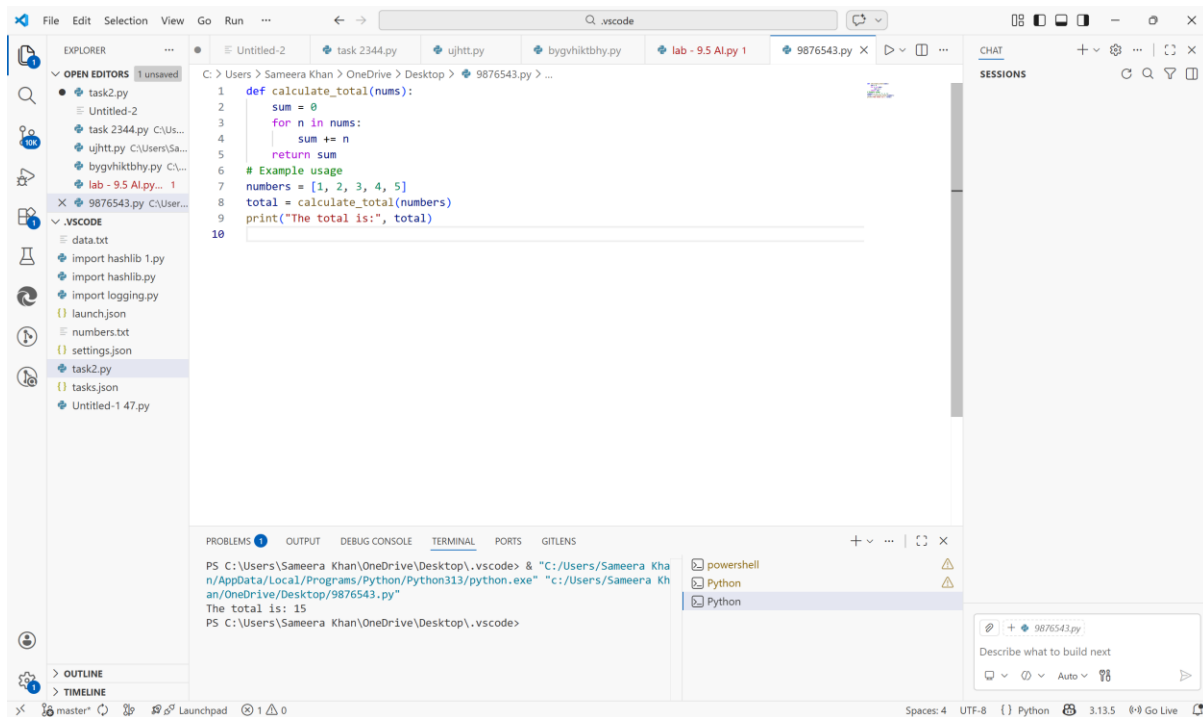 File Edit Selection View Go Run ··· ← → .vscode
EXPLORER ···
OPEN EDITORS 1 unsaved
task2.py
Untitled-2
task 2344.py C:\Us...
ujhtt.py C:\Users\Sa...
bygvhiktbhy.py C:\...
lab - 9.5 AI.py... 1
9876543.py C:\User...
.VSCODE
data.txt
import hashlib 1.py
import hashlib.py
import logging.py
{} launch.json
numbers.txt
{} settings.json
task2.py
{} tasks.json
Untitled-1 47.py
OUTLINE
TIMELINE
10K
1
1
1
Untitled-2 task 2344.py ujhtt.py bygvhiktbhy.py lab - 9.5 AI.py 1 9876543.py ···
C: > Users > Sameera Khan > OneDrive > Desktop > 9876543.py > ...
1 def calculate_total(nums):
2     sum = 0
3     for n in nums:
4         sum += n
5     return sum
6 # Example usage
7 numbers = [1, 2, 3, 4, 5]
8 total = calculate_total(numbers)
9 print("The total is:", total)
10
PROBLEMS 1 OUTPUT DEBUG CONSOLE TERMINAL PORTS GITLENS
PS C:\Users\Sameera Khan\OneDrive\Desktop\.vscode> & "C:/Users/Sameera Kha
n/AppData/Local/Programs/Python/Python313/python.exe" "c:/Users/Sameera Kh
an/OneDrive/Desktop/9876543.py"
The total is: 15
PS C:\Users\Sameera Khan\OneDrive\Desktop\.vscode>
powershell
Python
Python
CHAT
SESSIONS
+ 9876543.py
Describe what to build next
Auto
master* Launchpad 1 0 Spaces: 4 UTF-8 {} Python 3.13.5 Go Live